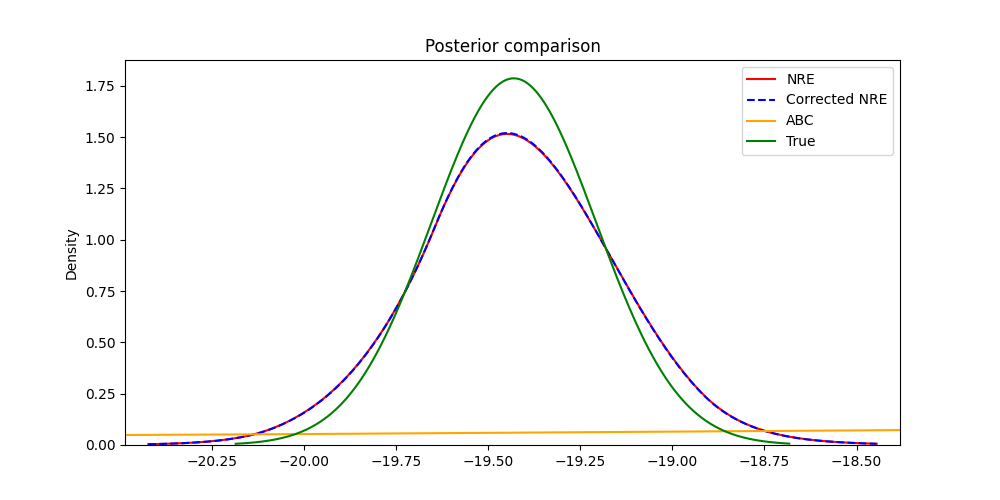 Posterior comparison
NRE
Corrected NRE
ABC
True
Density
1.75
1.50
1.25
1.00
0.75
0.50
0.25
0.00
−20.25 −20.00 −19.75 −19.50 −19.25 −19.00 −18.75 −18.50